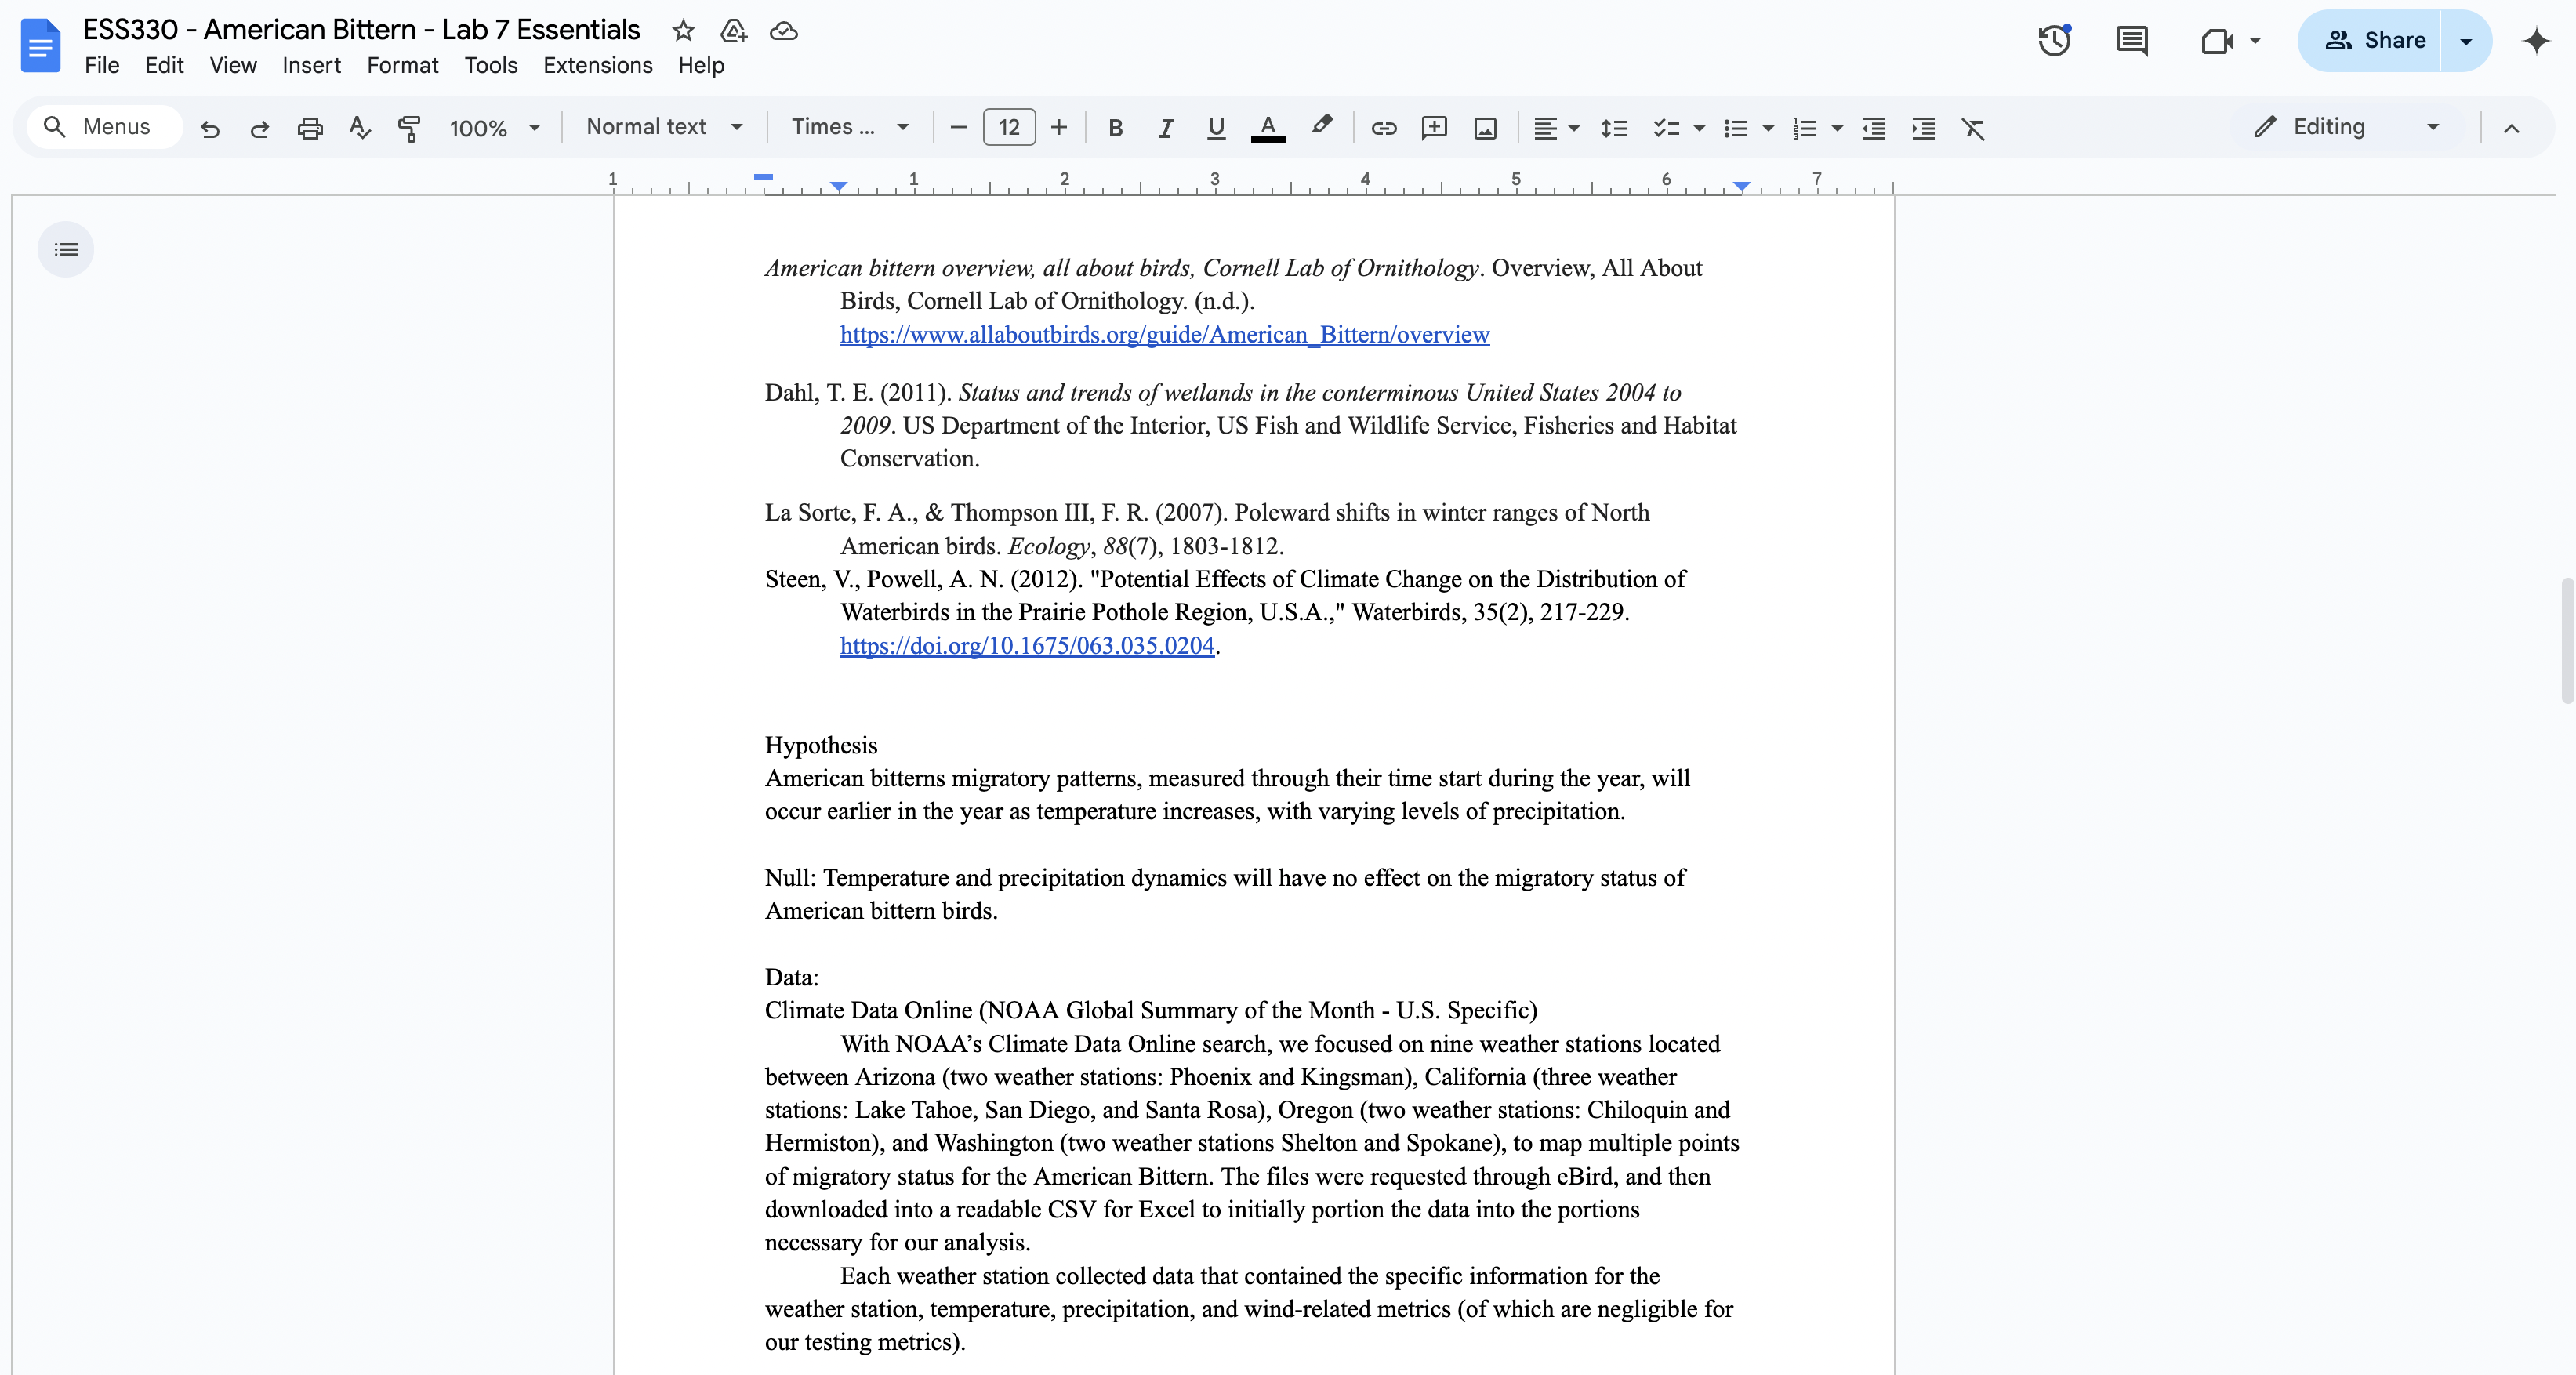 ESS330 - American Bittern - Lab 7 Essentials
File Edit View Insert Format Tools Extensions Help
Share
Menus 100% Normal text Times ... 12 B I U A Editing
1 1 2 3 4 5 6 7
American bittern overview, all about birds, Cornell Lab of Ornithology. Overview, All About
Birds, Cornell Lab of Ornithology. (n.d.).
https://www.allaboutbirds.org/guide/American_Bittern/overview
Dahl, T. E. (2011). Status and trends of wetlands in the conterminous United States 2004 to
2009. US Department of the Interior, US Fish and Wildlife Service, Fisheries and Habitat
Conservation.
La Sorte, F. A., & Thompson III, F. R. (2007). Poleward shifts in winter ranges of North
American birds. Ecology, 88(7), 1803-1812.
Steen, V., Powell, A. N. (2012). "Potential Effects of Climate Change on the Distribution of
Waterbirds in the Prairie Pothole Region, U.S.A.," Waterbirds, 35(2), 217-229.
https://doi.org/10.1675/063.035.0204.
Hypothesis
American bitterns migratory patterns, measured through their time start during the year, will
occur earlier in the year as temperature increases, with varying levels of precipitation.
Null: Temperature and precipitation dynamics will have no effect on the migratory status of
American bittern birds.
Data:
Climate Data Online (NOAA Global Summary of the Month - U.S. Specific)
With NOAA’s Climate Data Online search, we focused on nine weather stations located
between Arizona (two weather stations: Phoenix and Kingsman), California (three weather
stations: Lake Tahoe, San Diego, and Santa Rosa), Oregon (two weather stations: Chiloquin and
Hermiston), and Washington (two weather stations Shelton and Spokane), to map multiple points
of migratory status for the American Bittern. The files were requested through eBird, and then
downloaded into a readable CSV for Excel to initially portion the data into the portions
necessary for our analysis.
Each weather station collected data that contained the specific information for the
weather station, temperature, precipitation, and wind-related metrics (of which are negligible for
our testing metrics).